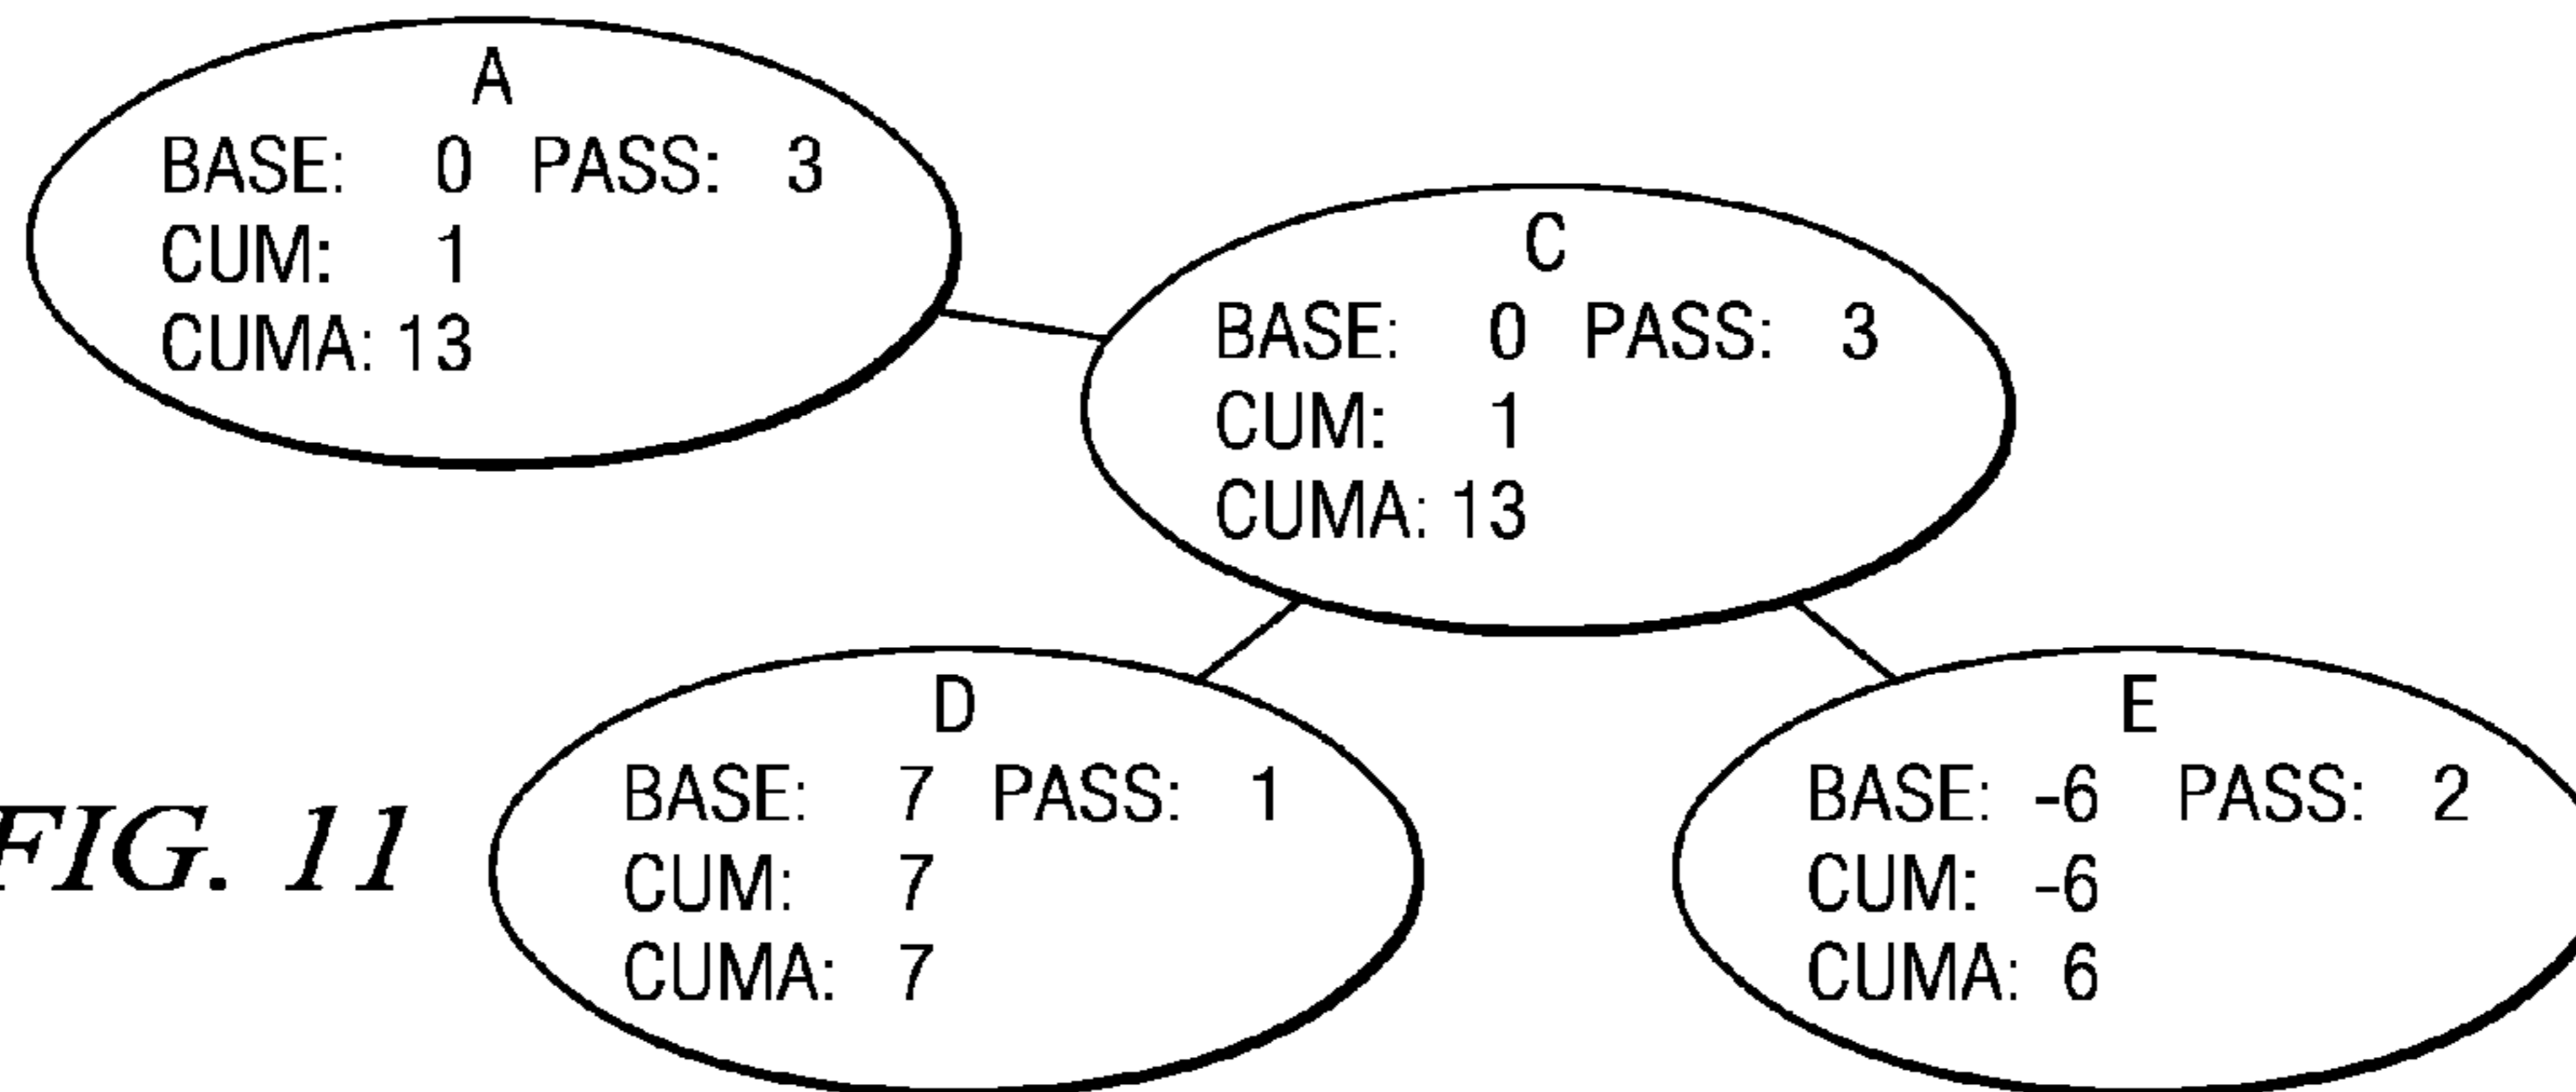 A
BASE: 0 PASS: 3
CUM: 1
CUMA: 13
C
BASE: 0 PASS: 3
CUM: 1
CUMA: 13
D
BASE: 7 PASS: 1
CUM: 7
CUMA: 7
E
BASE: -6 PASS: 2
CUM: -6
CUMA: 6
FIG. 11